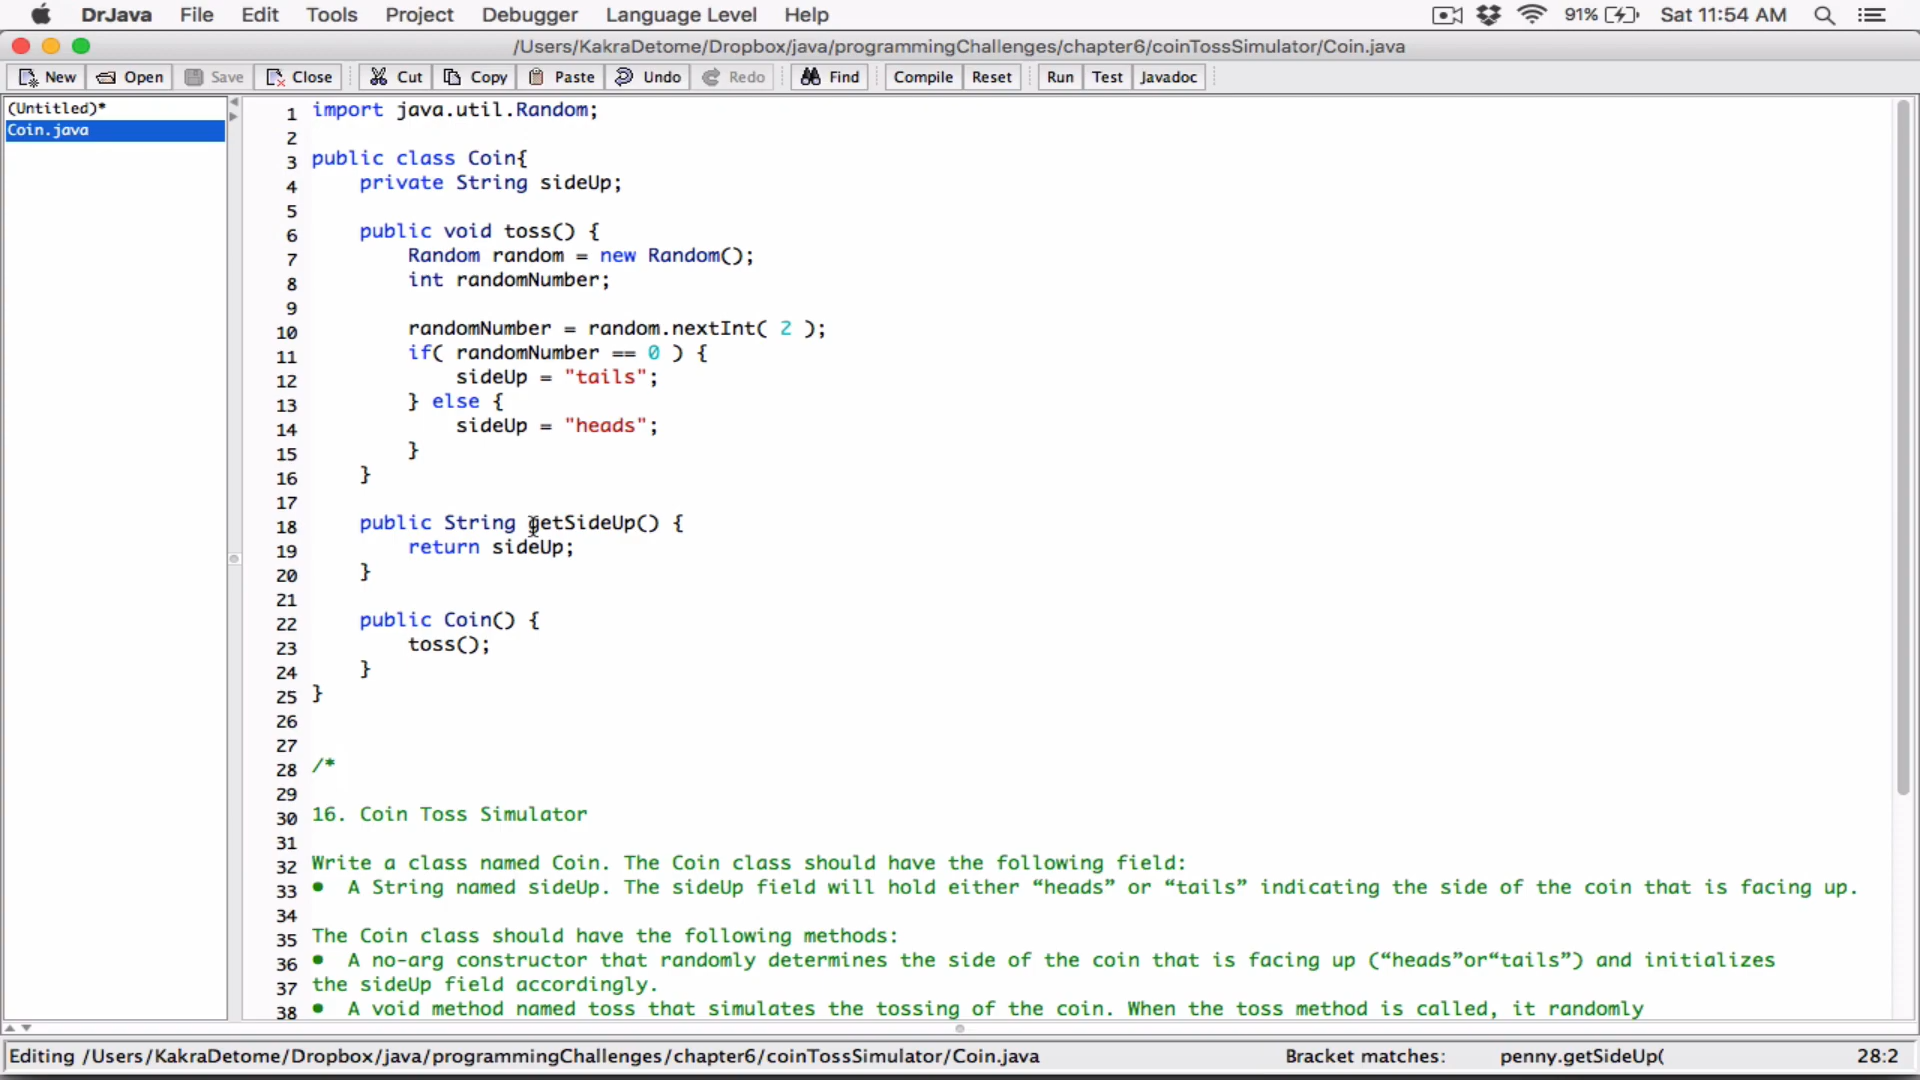 DrJava File Edit Tools Project Debugger Language Level Help 91% Sat 11:54 AM
/Users/KakraDetome/Dropbox/java/programmingChallenges/chapter6/coinTossSimulator/Coin.java
New Open Save Close Cut Copy Paste Undo Redo Find Compile Reset Run Test Javadoc
(Untitled)*
Coin.java
1 import java.util.Random;
2
3 public class Coin{
4 private String sideUp;
5
6 public void toss() {
7 Random random = new Random();
8 int randomNumber;
9
10 randomNumber = random.nextInt( 2 );
11 if( randomNumber == 0 ) {
12 sideUp = "tails";
13 } else {
14 sideUp = "heads";
15 }
16 }
17
18 public String getSideUp() {
19 return sideUp;
20 }
21
22 public Coin() {
23 toss();
24 }
25 }
26
27
28 /*
29
30 16. Coin Toss Simulator
31
32 Write a class named Coin. The Coin class should have the following field:
33 • A String named sideUp. The sideUp field will hold either “heads” or “tails” indicating the side of the coin that is facing up.
34
35 The Coin class should have the following methods:
36 • A no-arg constructor that randomly determines the side of the coin that is facing up (“heads”or“tails”) and initializes
37 the sideUp field accordingly.
38 • A void method named toss that simulates the tossing of the coin. When the toss method is called, it randomly
Editing /Users/KakraDetome/Dropbox/java/programmingChallenges/chapter6/coinTossSimulator/Coin.java Bracket matches: penny.getSideUp( 28:2